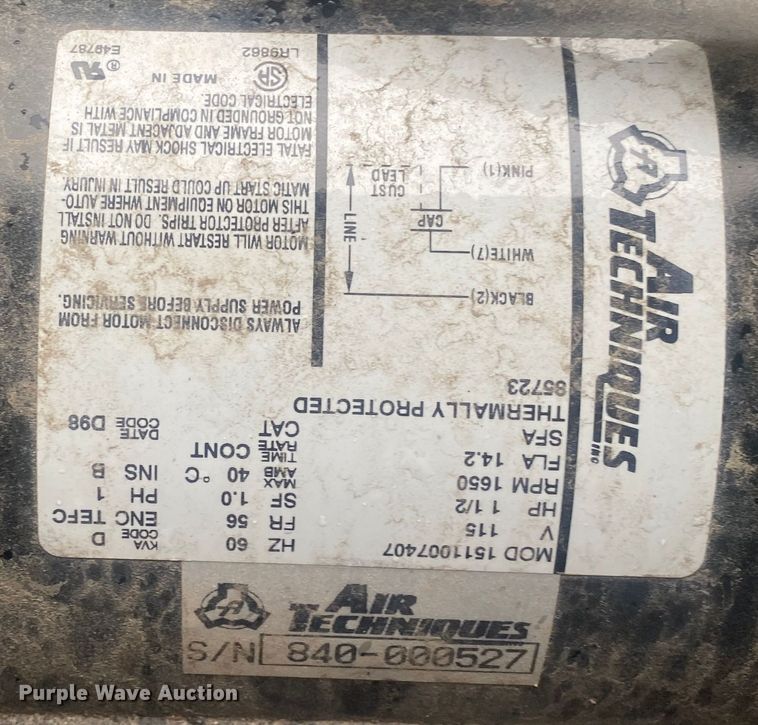 AIR
TECHNIQUES
INC
MOD 1511007407
V 115 HZ 60 KVA CODE D
HP 1 1/2 FR 56 ENC TEFC
RPM 1650 SF 1.0 PH 1
FLA 14.2 MAX AMB 40 °C INS B
SFA TIME RATE CONT DATE CODE D98
THERMALLY PROTECTED CAT
85723
BLACK(2)
WHITE(7)
CAP
PINK(1)
LINE
CUST
LEAD
ALWAYS DISCONNECT MOTOR FROM
POWER SUPPLY BEFORE SERVICING.
MOTOR WILL RESTART WITHOUT WARNING
AFTER PROTECTOR TRIPS. DO NOT INSTALL
THIS MOTOR ON EQUIPMENT WHERE AUTO-
MATIC START UP COULD RESULT IN INJURY.
FATAL ELECTRICAL SHOCK MAY RESULT IF
MOTOR FRAME AND ADJACENT METAL IS
NOT GROUNDED IN COMPLIANCE WITH
ELECTRICAL CODE
MADE IN
LR9862
E49787
AIR
TECHNIQUES
S/N 840-000527
Purple Wave Auction